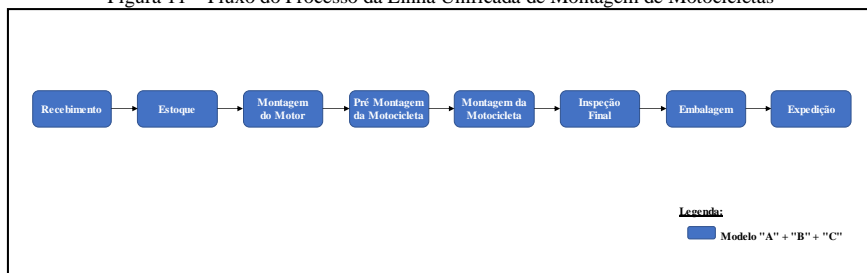 Figura 11 – Fluxo do Processo da Linha Unificada de Montagem de Motocicletas
Recebimento
Estoque
Montagem
do Motor
Pré Montagem
da Motocicleta
Montagem da
Motocicleta
Inspeção
Final
Embalagem
Expedição
Legenda:
Modelo "A" + "B" + "C"